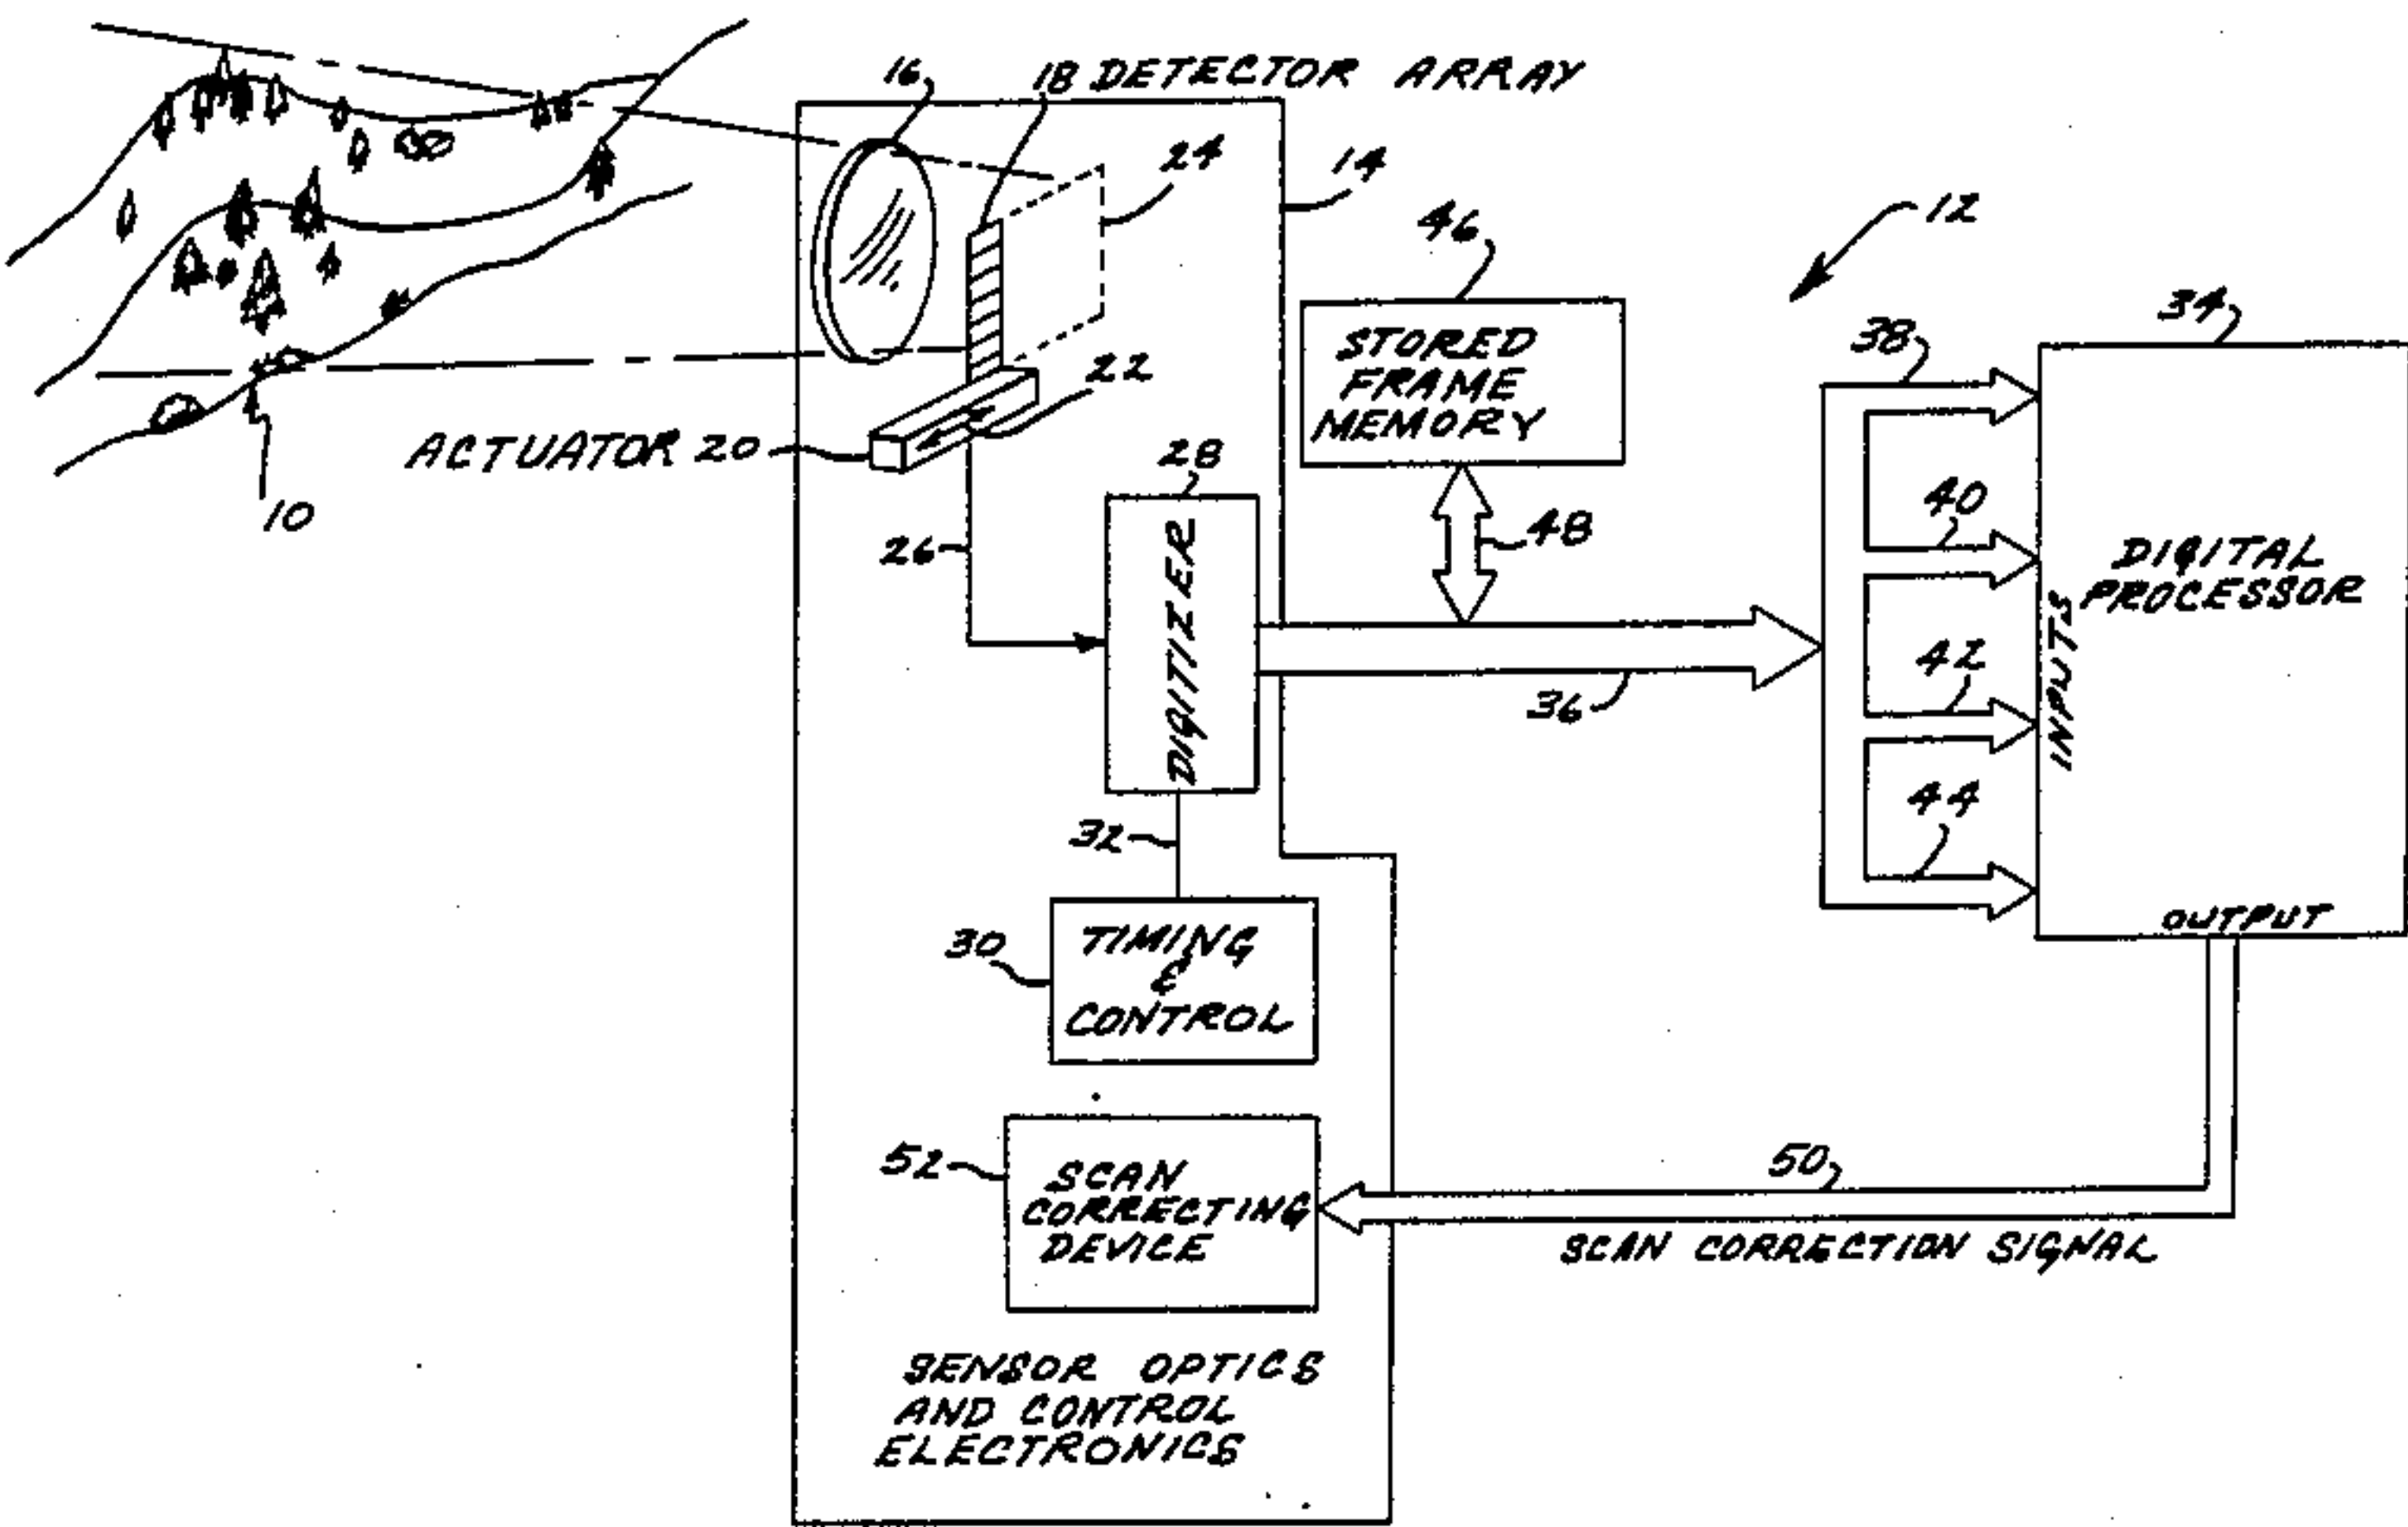 16
18 DETECTOR ARRAY
24
14
12
46
STORED
FRAME
MEMORY
34
38
22
ACTUATOR 20
10
28
26
48
40
DIGITAL
PROCESSOR
INPUTS
DIGITIZER
42
36
44
32
OUTPUT
30
TIMING
&
CONTROL
52
SCAN
CORRECTING
DEVICE
50
SCAN CORRECTION SIGNAL
SENSOR OPTICS
AND CONTROL
ELECTRONICS